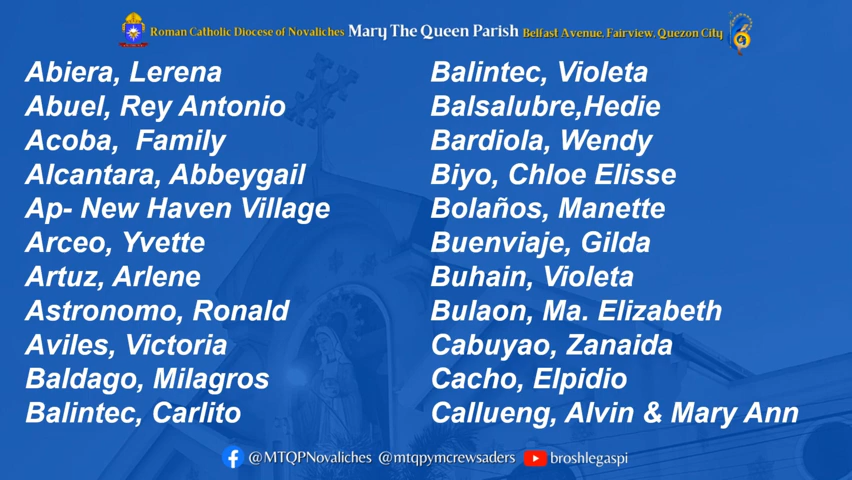 Roman Catholic Diocese of Novaliches Mary The Queen Parish Belfast Avenue, Fairview, Quezon City
Abiera, Lerena
Abuel, Rey Antonio
Acoba,  Family
Alcantara, Abbeygail
Ap- New Haven Village
Arceo, Yvette
Artuz, Arlene
Astronomo, Ronald
Aviles, Victoria
Baldago, Milagros
Balintec, Carlito
Balintec, Violeta
Balsalubre,Hedie
Bardiola, Wendy
Biyo, Chloe Elisse
Bolaños, Manette
Buenviaje, Gilda
Buhain, Violeta
Bulaon, Ma. Elizabeth
Cabuyao, Zanaida
Cacho, Elpidio
Callueng, Alvin & Mary Ann
@MTQPNovaliches @mtqpymcrewsaders broshlegaspi